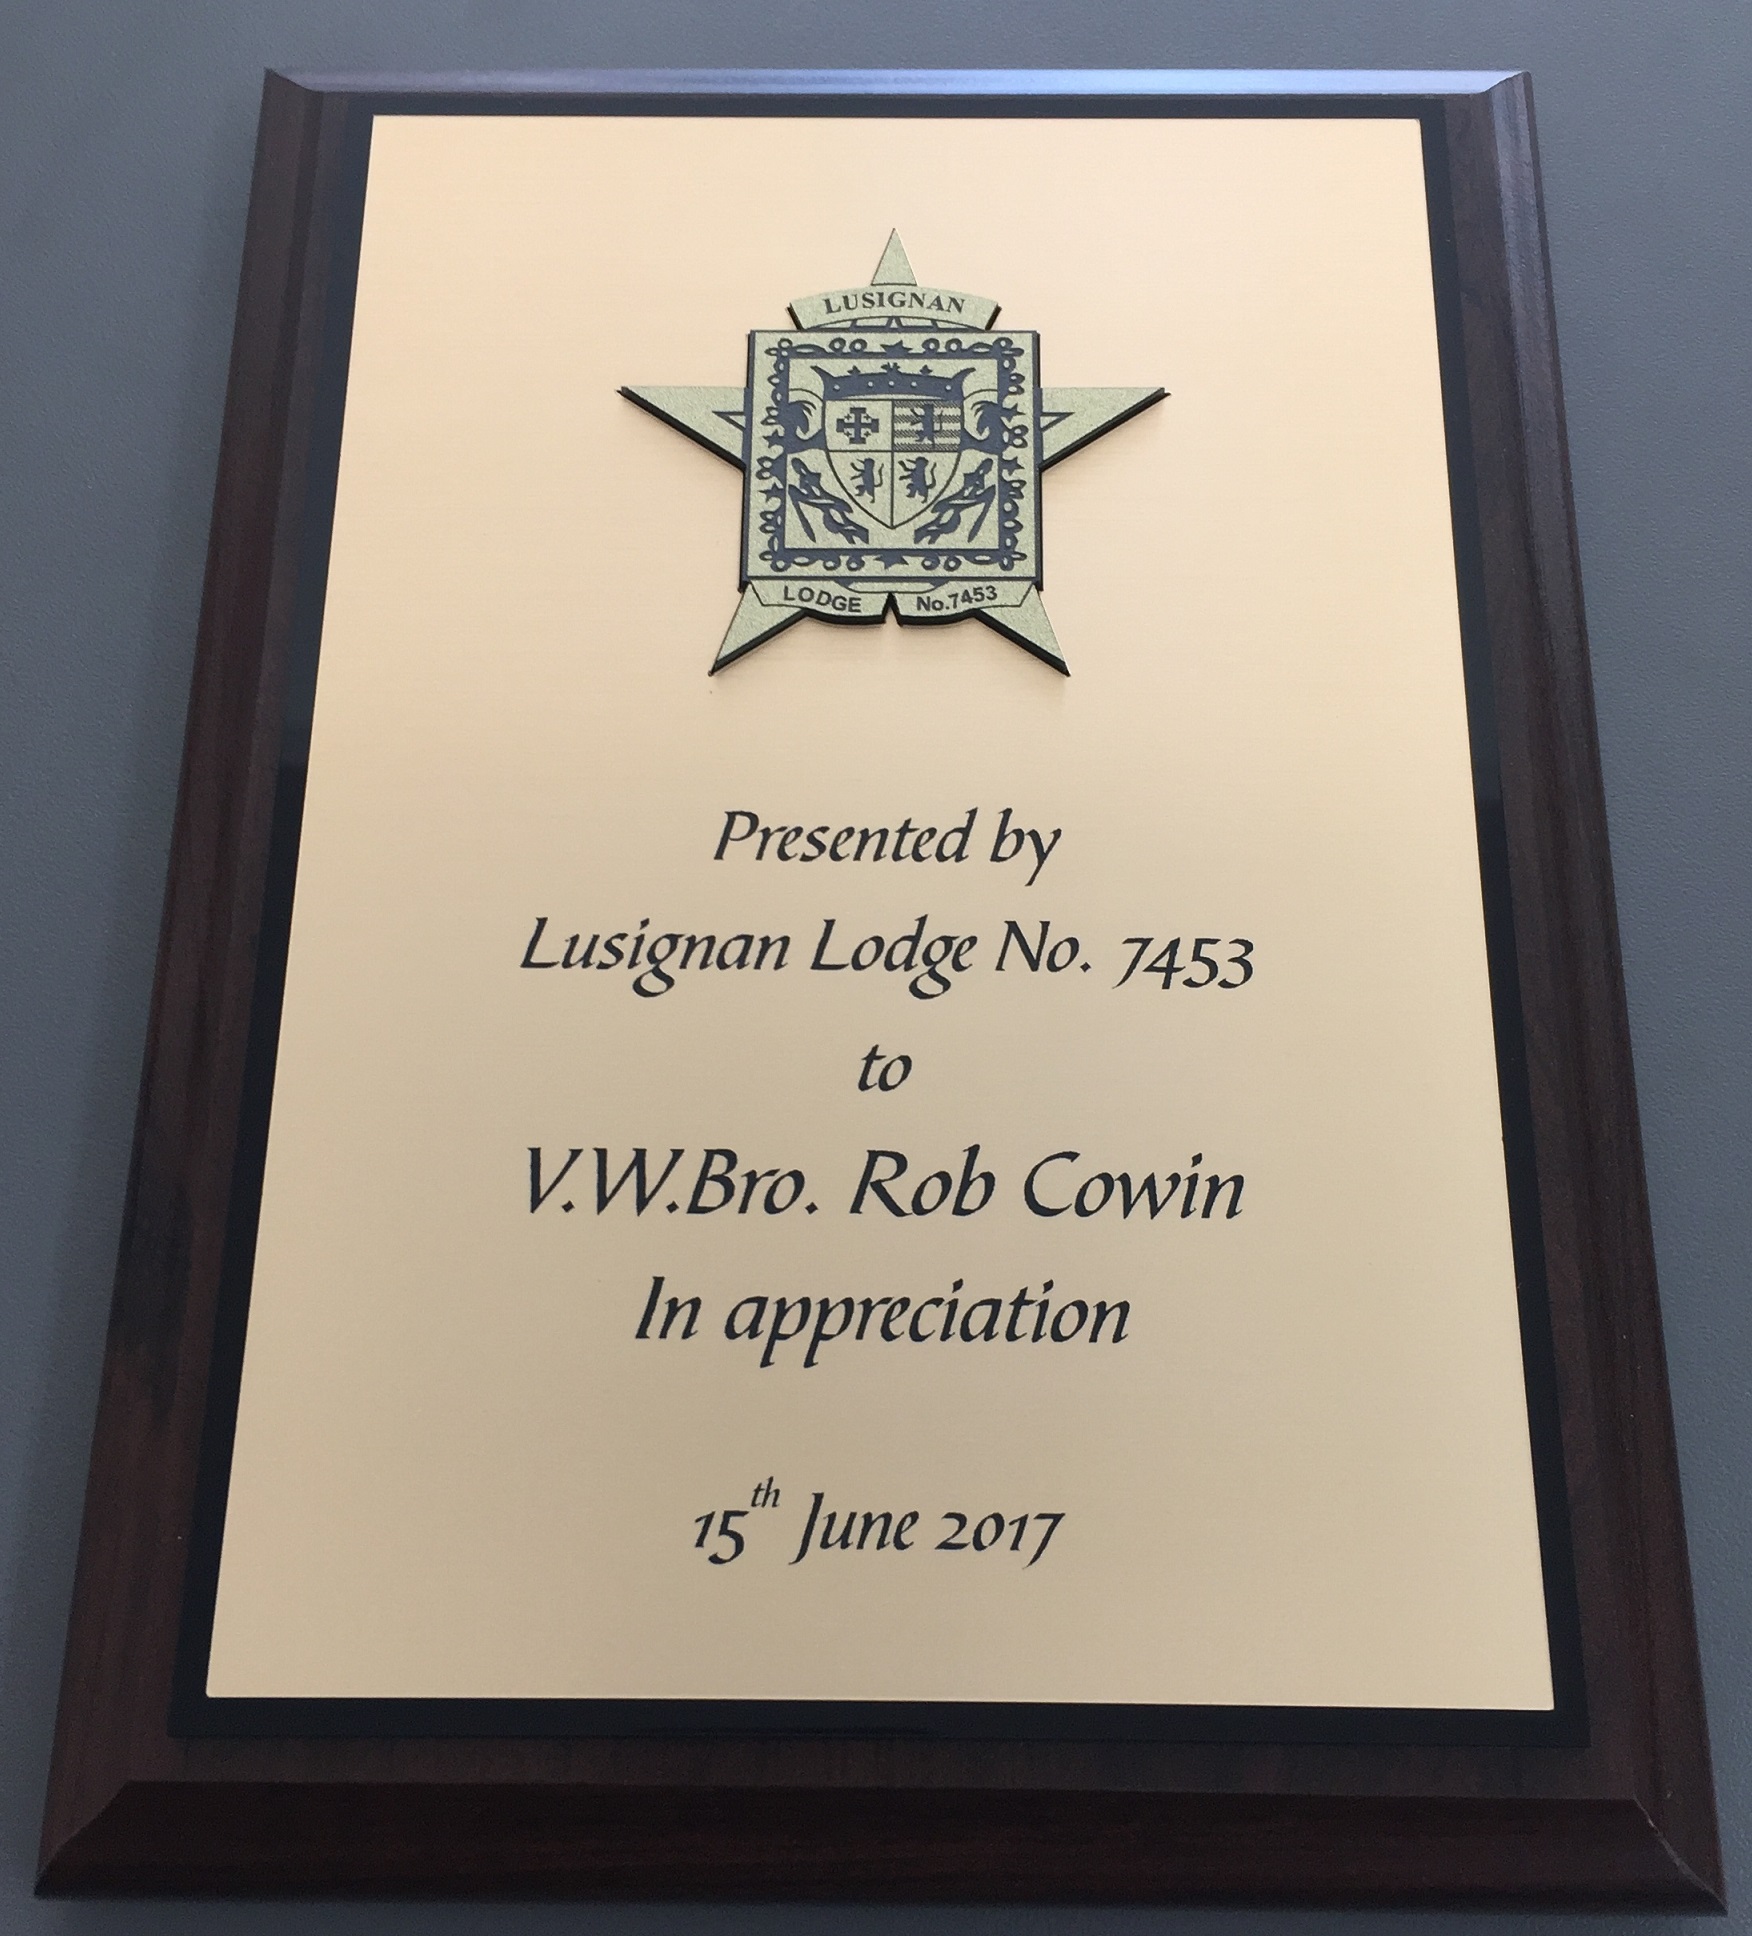 LUSIGNAN
LODGE No.7453
Presented by
Lusignan Lodge No. 7453
to
V.W.Bro. Rob Cowin
In appreciation
15th June 2017